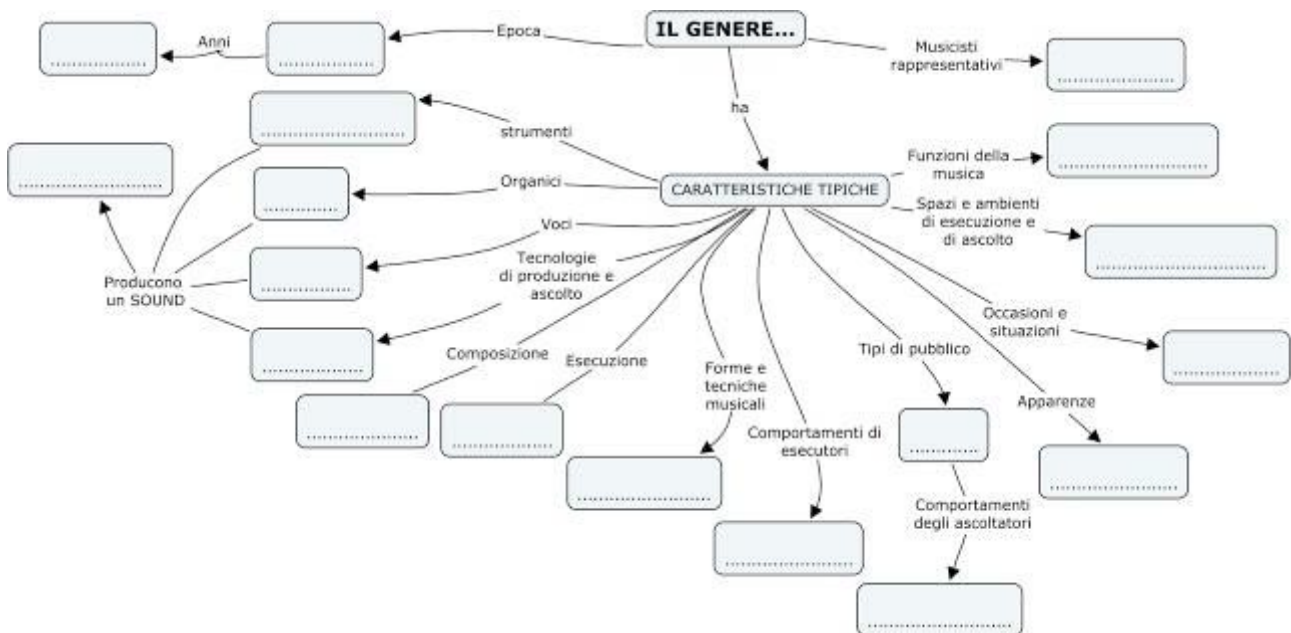 IL GENERE...
Epoca
Anni
Musicisti
rappresentativi
ha
strumenti
Funzioni della
musica
Organici
CARATTERISTICHE TIPICHE
Spazi e ambienti
di esecuzione e
di ascolto
Voci
Tecnologie
di produzione e
ascolto
Producono
un SOUND
Occasioni e
situazioni
Composizione
Esecuzione
Forme e
tecniche
musicali
Tipi di pubblico
Apparenze
Comportamenti di
esecutori
Comportamenti
degli ascoltatori